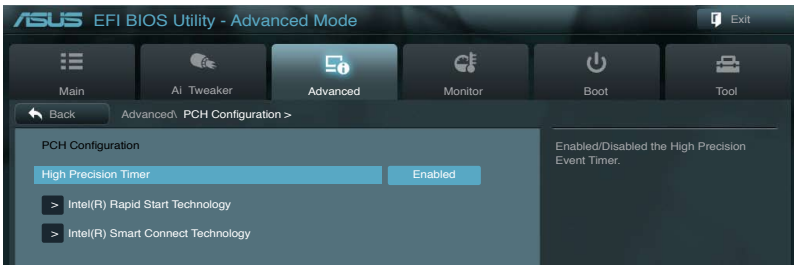 ASUS EFI BIOS Utility - Advanced Mode
Exit
Main
Ai Tweaker
Advanced
Monitor
Boot
Tool
Back
Advanced\ PCH Configuration >
PCH Configuration
High Precision Timer
Enabled
> Intel(R) Rapid Start Technology
> Intel(R) Smart Connect Technology
Enabled/Disabled the High Precision
Event Timer.